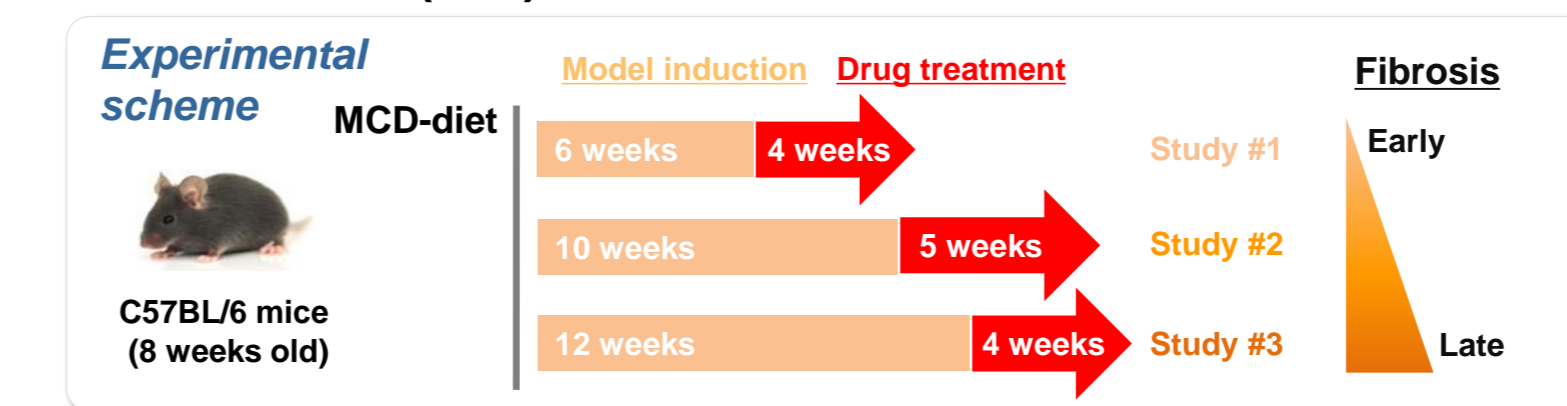 Experimental
scheme
MCD-diet
C57BL/6 mice
(8 weeks old)
Model induction
Drug treatment
6 weeks
4 weeks
Study #1
10 weeks
5 weeks
Study #2
12 weeks
4 weeks
Study #3
Fibrosis
Early
Late